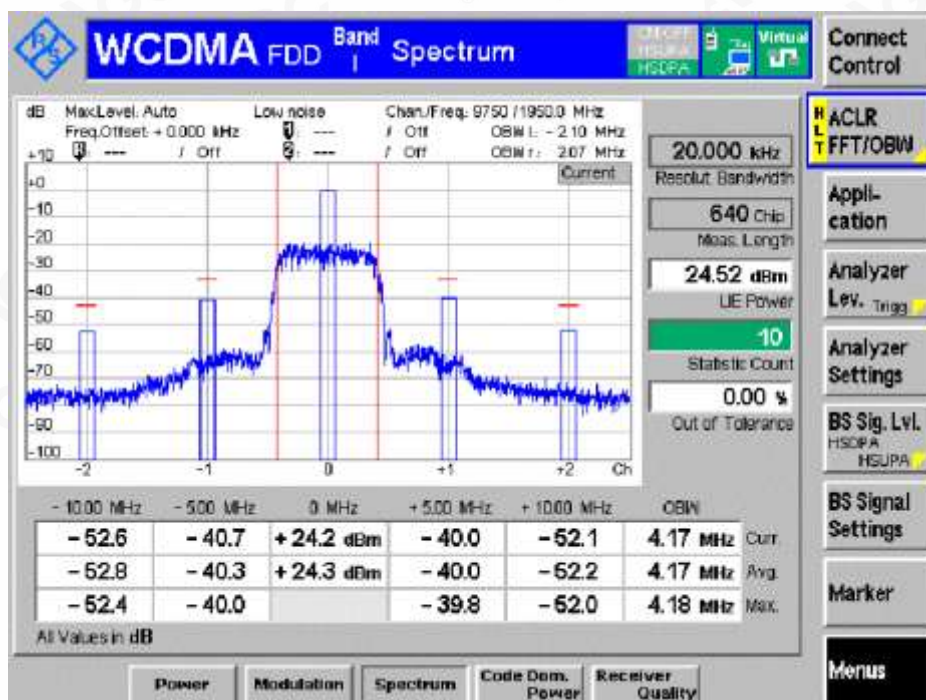 WCDMA FDD Band I Spectrum
HSUPA
HSDPA
Virtual
Connect Control
dB Max.Level: Auto Low noise Chan./Freq.: 9750 / 1950.0 MHz
Freq.Offset: + 0.000 kHz 1: --- / Off OBW l: - 2.10 MHz
R: --- / Off 2: --- / Off OBW r: 2.07 MHz
Current
+10
+0
-10
-20
-30
-40
-50
-60
-70
-90
-100
-2 -1 0 +1 +2 Ch
20.000 kHz
Resolut. Bandwidth
640 Chip
Meas. Length
24.52 dBm
UE Power
10
Statistic Count
0.00 %
Out of Tolerance
- 10.00 MHz - 5.00 MHz 0 MHz + 5.00 MHz + 10.00 MHz OBW
- 52.6 - 40.7 + 24.2 dBm - 40.0 - 52.1 4.17 MHz Curr.
- 52.8 - 40.3 + 24.3 dBm - 40.0 - 52.2 4.17 MHz Avg.
- 52.4 - 40.0 - 39.8 - 52.0 4.18 MHz Max.
All Values in dB
Power
Modulation
Spectrum
Code Dom. Power
Receiver Quality
HLT
ACLR
FFT/OBW
Appli-
cation
Analyzer
Lev. Trigg
Analyzer
Settings
BS Sig. Lvl.
HSDPA
HSUPA
BS Signal
Settings
Marker
Menus